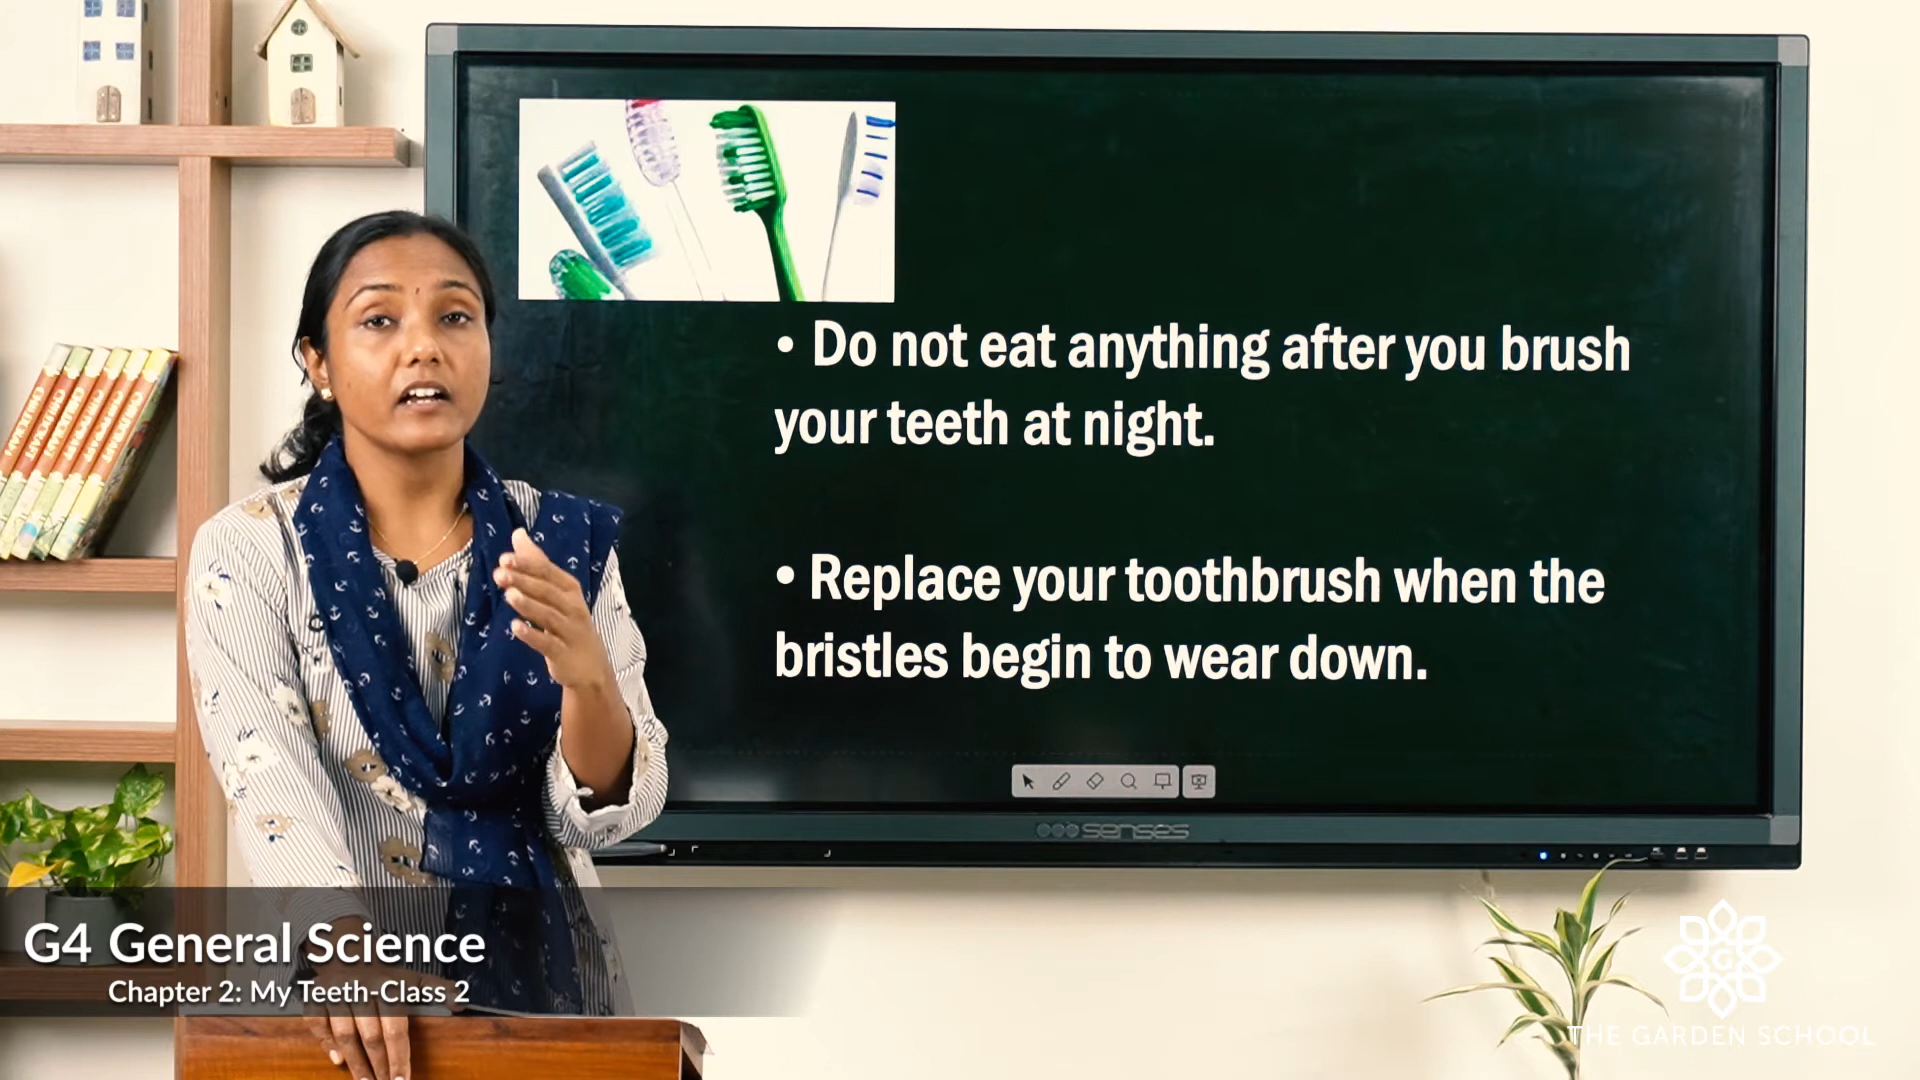 • Do not eat anything after you brush
your teeth at night.
• Replace your toothbrush when the
bristles begin to wear down.
senses
G4 General Science
Chapter 2: My Teeth-Class 2
THE GARDEN SCHOOL